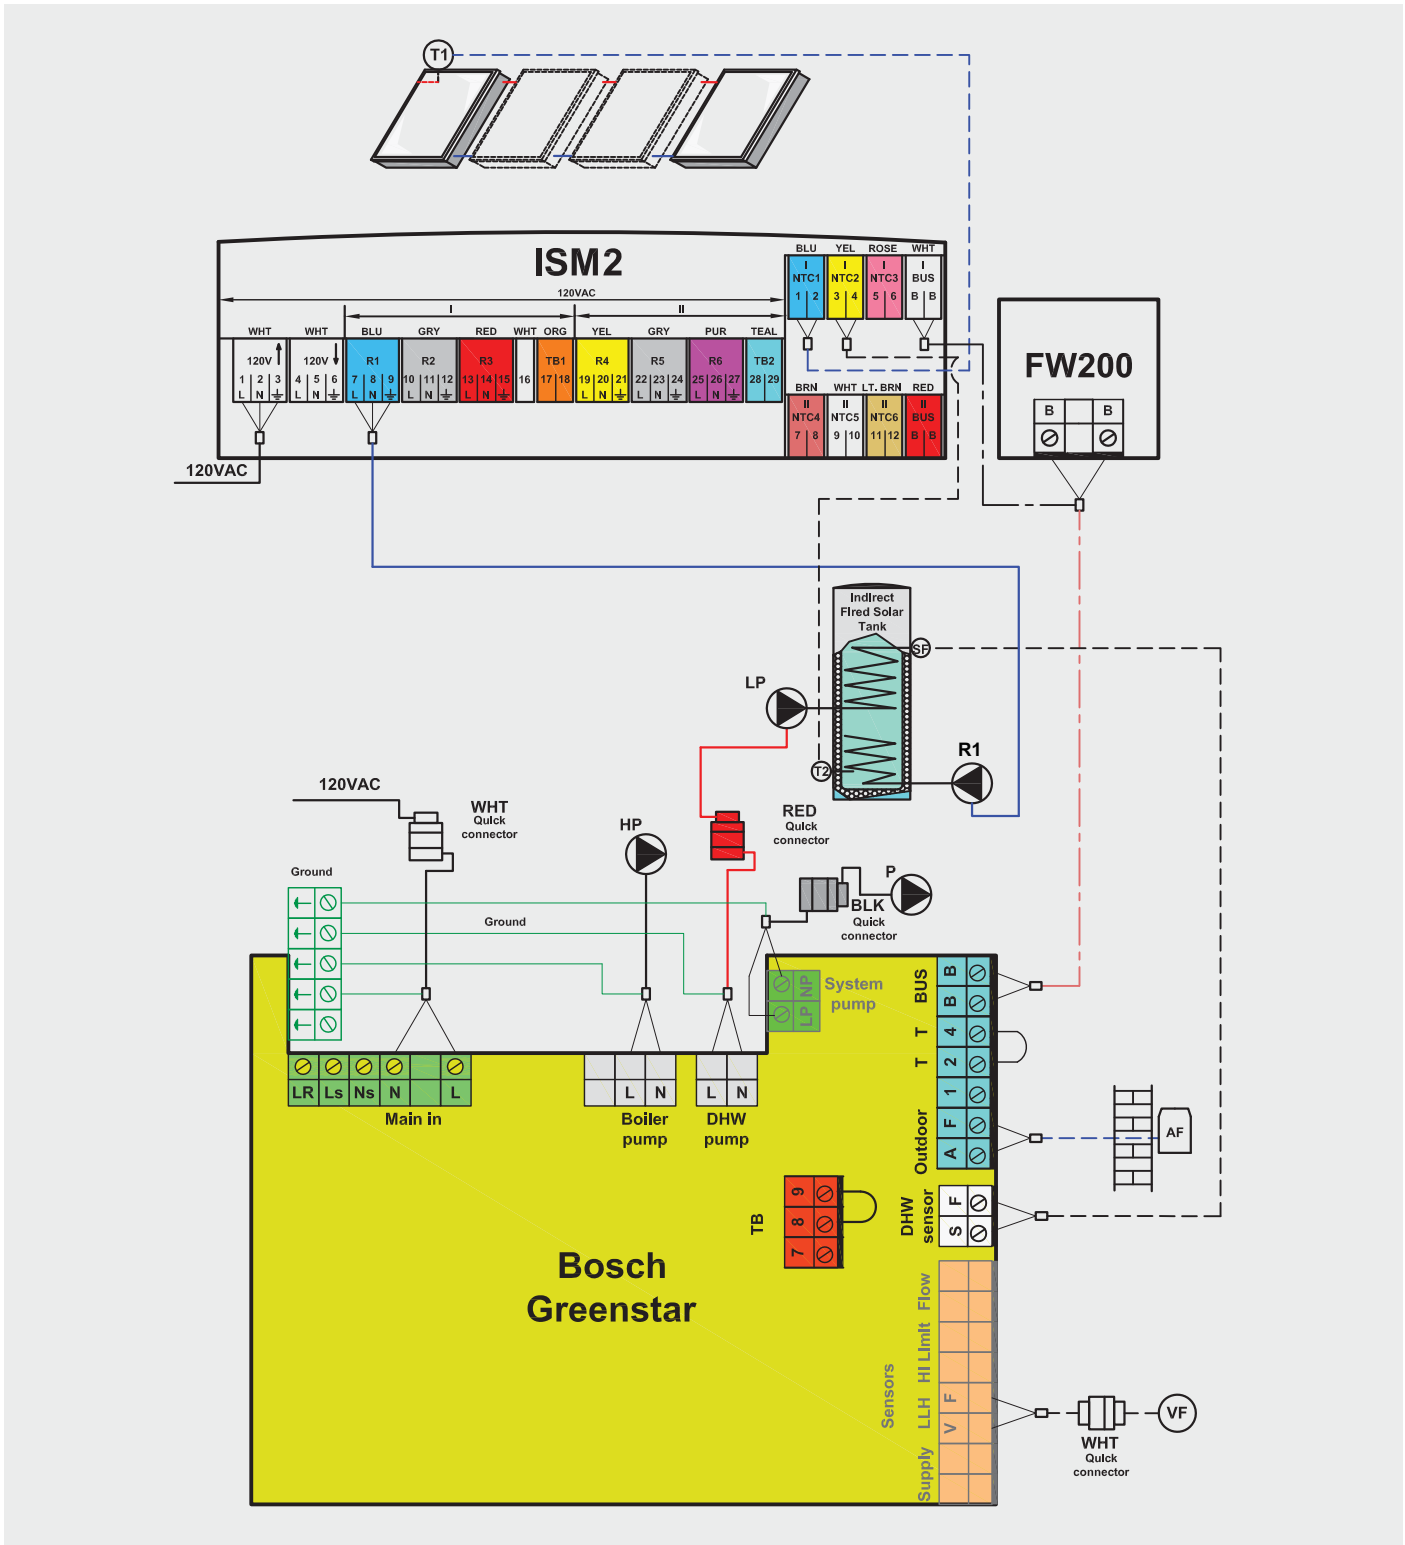 T1
ISM2
120VAC
I II
BLU YEL ROSE WHT
I I I I
NTC1 NTC2 NTC3 BUS
1 2 3 4 5 6 B B
WHT WHT BLU GRY RED WHT ORG YEL GRY PUR TEAL
120V 120V R1 R2 R3 TB1 R4 R5 R6 TB2
1 2 3 4 5 6 7 8 9 10 11 12 13 14 15 16 17 18 19 20 21 22 23 24 25 26 27 28 29
L N L N L N L N L N L N L N L N
BRN WHT LT. BRN RED
II II II II
NTC4 NTC5 NTC6 BUS
7 8 9 10 11 12 B B
120VAC
FW200
B B
Indirect
Fired Solar
Tank
SF
LP
T2
R1
120VAC
WHT
Quick
connector
HP
RED
Quick
connector
P
BLK
Quick
connector
Ground
Ground
LR Ls Ns N L
Main in
L N
Boiler
pump
L N
DHW
pump
NP
LP
System
pump
BUS
B
B
T
4
T
2
1
Outdoor
F
A
AF
DHW
sensor
F
S
TB
9
8
7
Bosch
Greenstar
Sensors
Flow
HI Limit
LLH
F
V
Supply
VF
WHT
Quick
connector